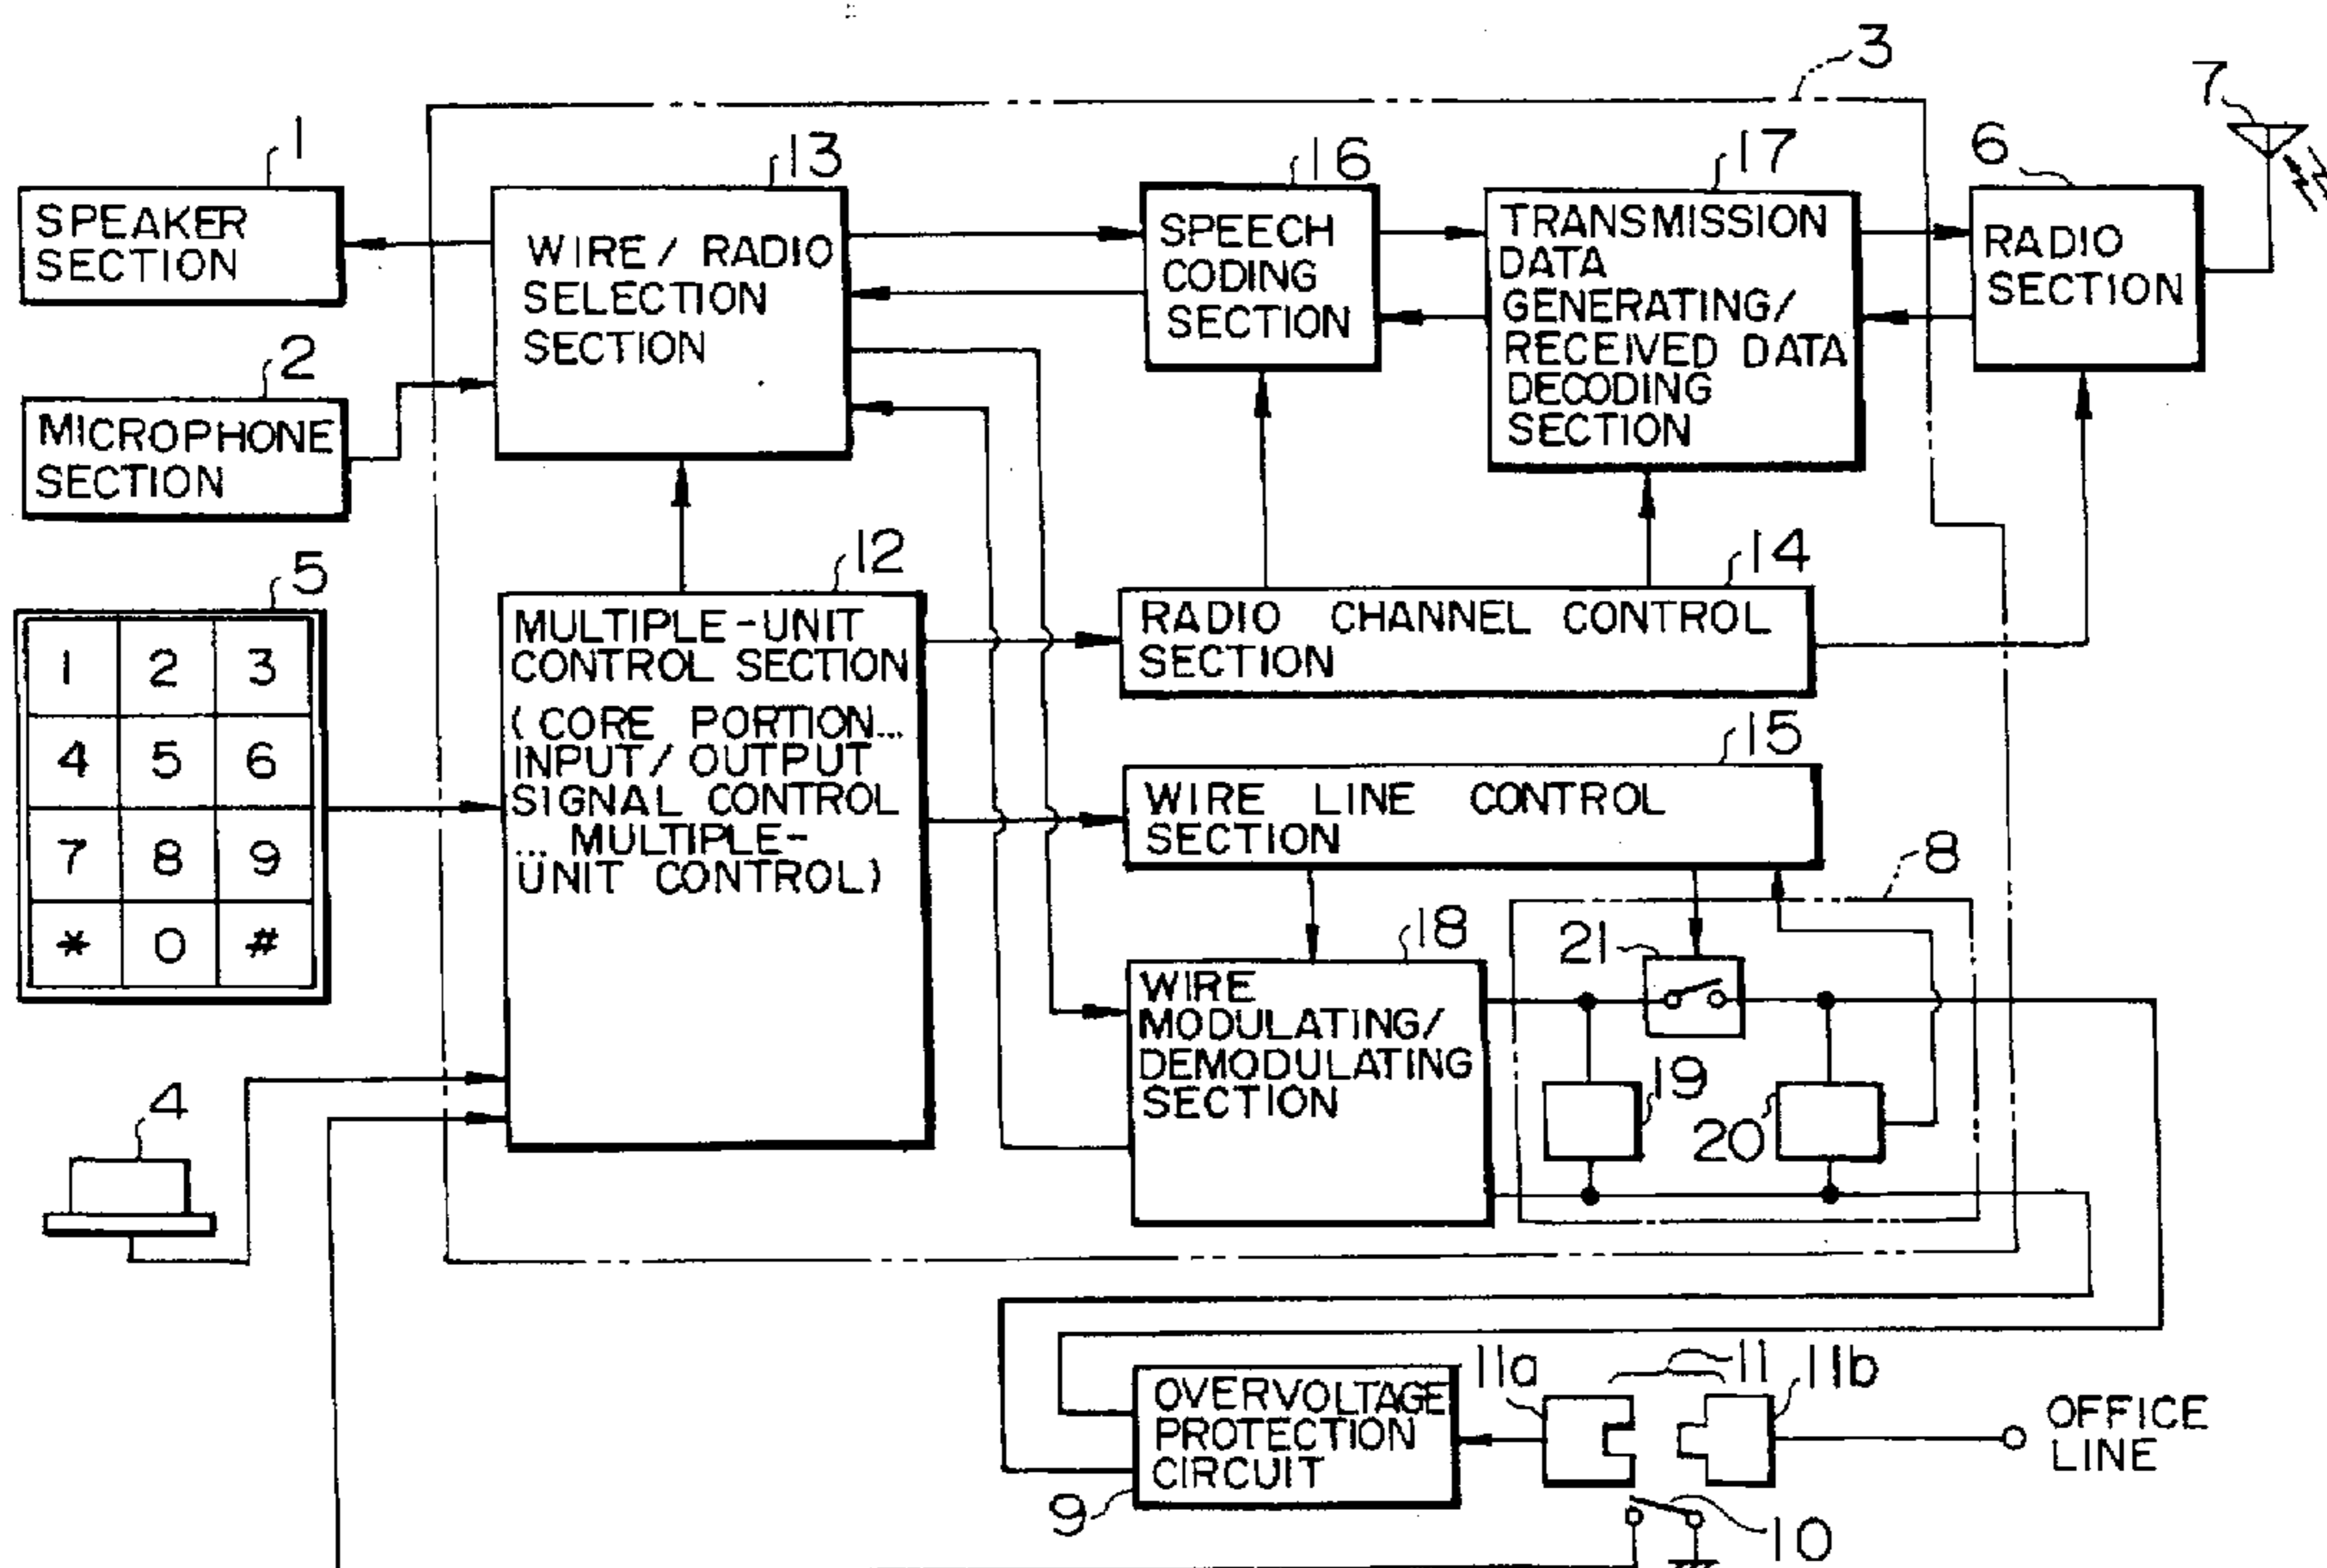 3
7
1
SPEAKER
SECTION
13
WIRE / RADIO
SELECTION
SECTION
16
SPEECH
CODING
SECTION
17
TRANSMISSION
DATA
GENERATING/
RECEIVED DATA
DECODING
SECTION
6
RADIO
SECTION
2
MICROPHONE
SECTION
5
1 2 3
4 5 6
7 8 9
* 0 #
12
MULTIPLE-UNIT
CONTROL SECTION
(CORE PORTION...
INPUT/OUTPUT
SIGNAL CONTROL
... MULTIPLE-
UNIT CONTROL)
14
RADIO CHANNEL CONTROL
SECTION
15
WIRE LINE CONTROL
SECTION
8
18
WIRE
MODULATING/
DEMODULATING
SECTION
21
19
20
4
9
OVERVOLTAGE
PROTECTION
CIRCUIT
11a
11
11b
OFFICE
LINE
10